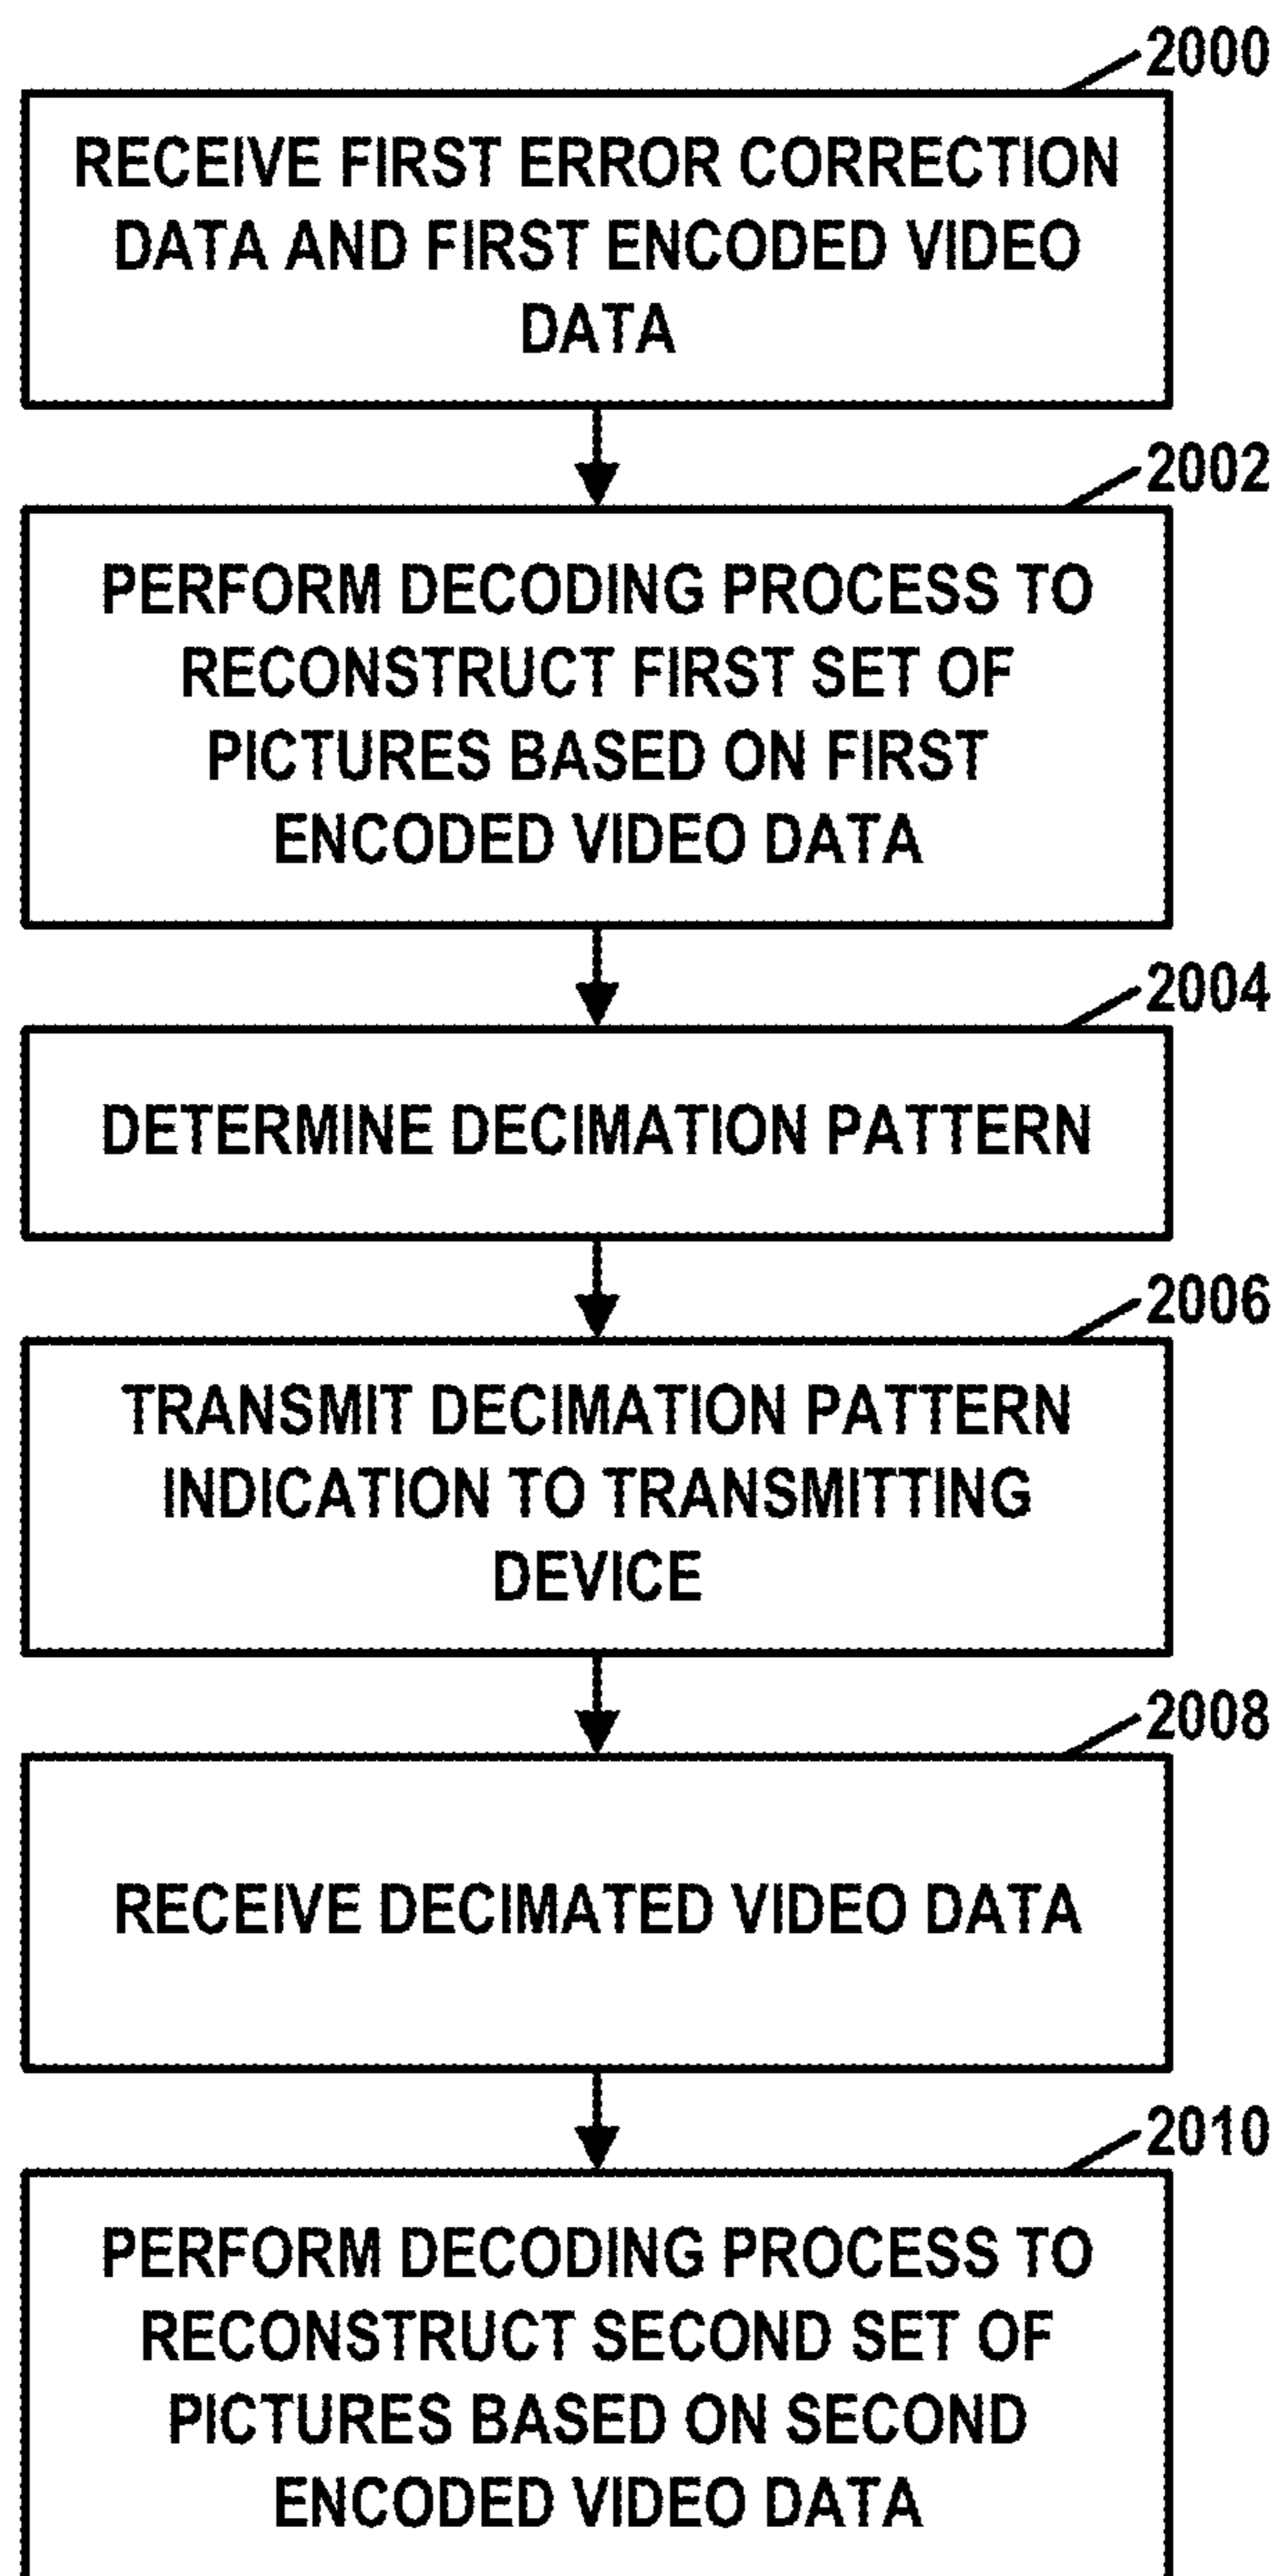 2000
RECEIVE FIRST ERROR CORRECTION
DATA AND FIRST ENCODED VIDEO
DATA
2002
PERFORM DECODING PROCESS TO
RECONSTRUCT FIRST SET OF
PICTURES BASED ON FIRST
ENCODED VIDEO DATA
2004
DETERMINE DECIMATION PATTERN
2006
TRANSMIT DECIMATION PATTERN
INDICATION TO TRANSMITTING
DEVICE
2008
RECEIVE DECIMATED VIDEO DATA
2010
PERFORM DECODING PROCESS TO
RECONSTRUCT SECOND SET OF
PICTURES BASED ON SECOND
ENCODED VIDEO DATA